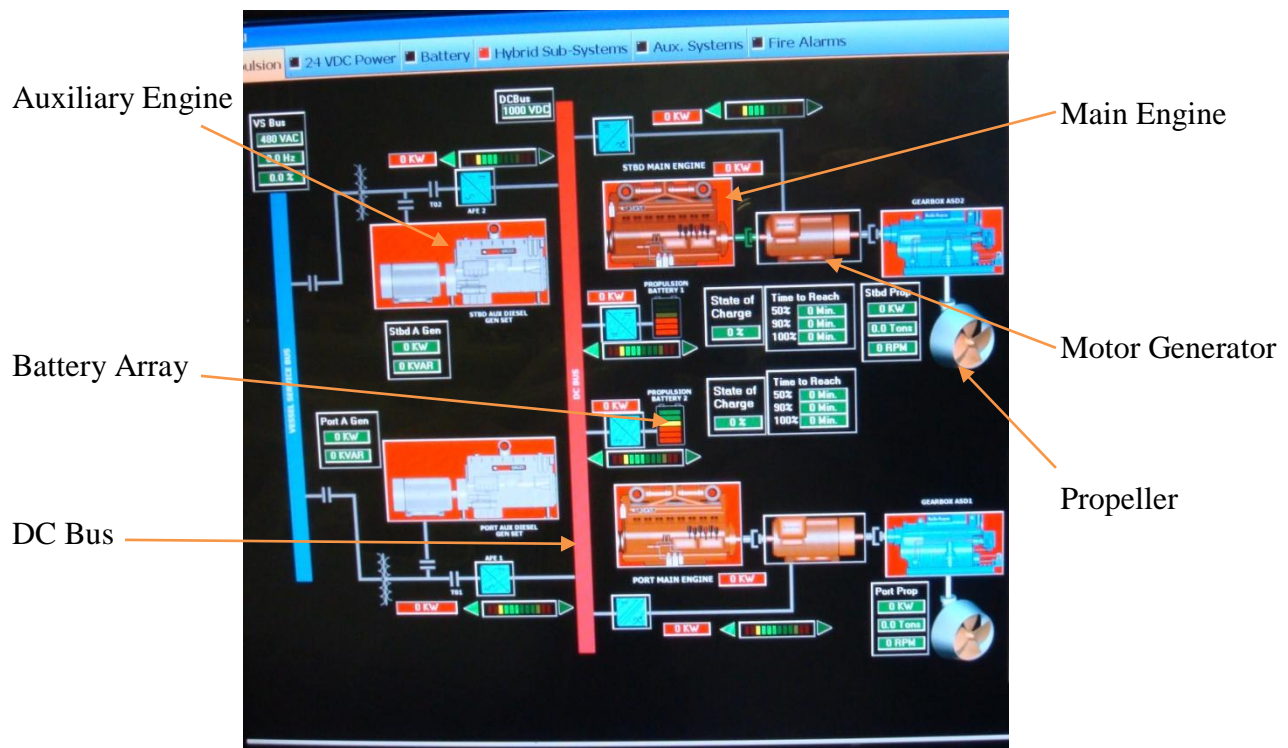 Auxiliary Engine
Battery Array
DC Bus
Main Engine
Motor Generator
Propeller
ulsion
24 VDC Power
Battery
Hybrid Sub-Systems
Aux. Systems
Fire Alarms
VS Bus
480 VAC
0.0 Hz
0.0 %
DCBus
1000 VDC
0 KW
0 KW
TB2
AFE 2
STBD MAIN ENGINE
0 KW
GEARBOX ASD2
STBD AUX DIESEL
GEN SET
Stbd A Gen
0 KW
0 KVAR
0 KW
PROPULSION
BATTERY 1
State of
Charge
0 %
Time to Reach
50% 0 Min.
90% 0 Min.
100% 0 Min.
Stbd Prop
0 KW
0.0 Tons
0 RPM
VESSEL SERVICE BUS
DC BUS
0 KW
PROPULSION
BATTERY 2
State of
Charge
0 %
Time to Reach
50% 0 Min.
90% 0 Min.
100% 0 Min.
Port A Gen
0 KW
0 KVAR
PORT AUX DIESEL
GEN SET
AFE 1
TB1
0 KW
PORT MAIN ENGINE
0 KW
GEARBOX ASD1
0 KW
Port Prop
0 KW
0.0 Tons
0 RPM